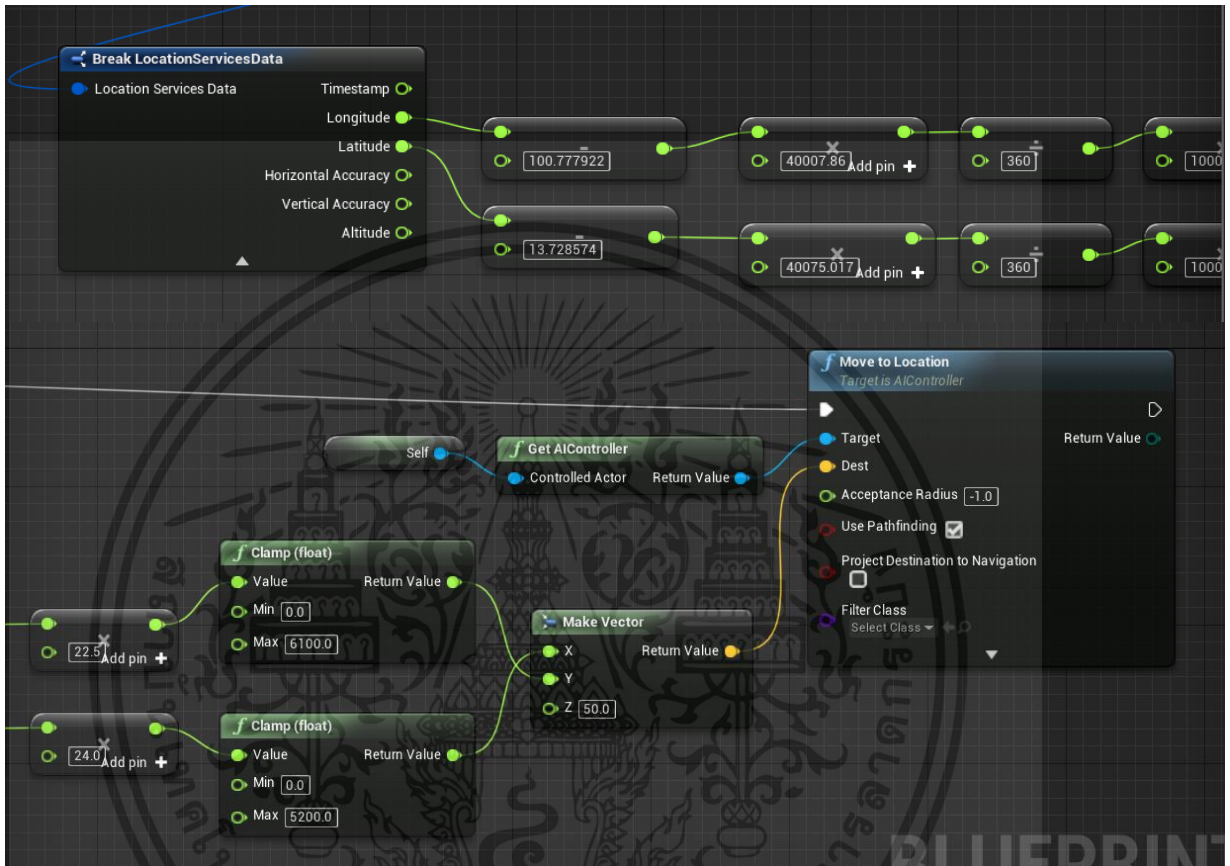 Break LocationServicesData
Location Services Data
Timestamp
Longitude
Latitude
Horizontal Accuracy
Vertical Accuracy
Altitude
-
100.777922
×
40007.86
Add pin +
÷
360
×
1000
-
13.728574
×
40075.017
Add pin +
÷
360
1000
f Move to Location
Target is AIController
Target
Return Value
Dest
Acceptance Radius -1.0
Use Pathfinding
Project Destination to Navigation
Filter Class
Select Class
Self
f Get AIController
Controlled Actor
Return Value
f Clamp (float)
Value
Return Value
Min 0.0
Max 6100.0
×
22.5
Add pin +
Make Vector
X
Return Value
Y
Z 50.0
f Clamp (float)
Value
Return Value
Min 0.0
Max 5200.0
×
24.0
Add pin +
BLUEPRINT